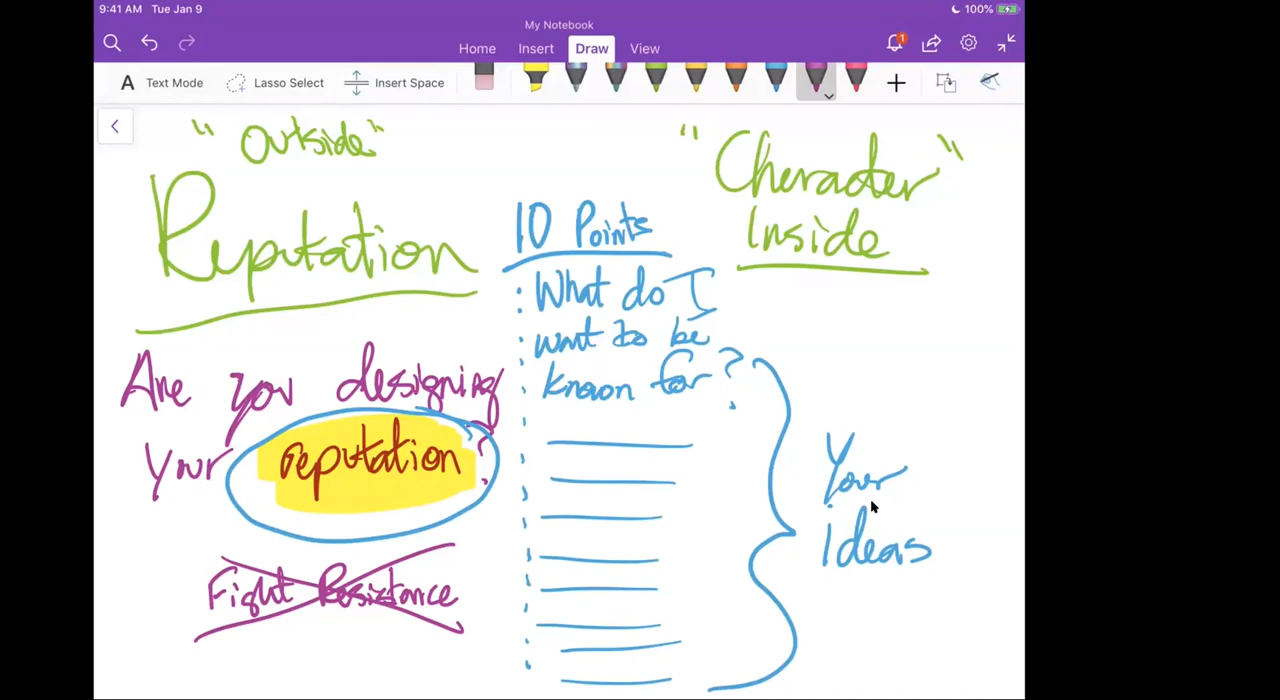 9:41 AM Tue Jan 9
100%
My Notebook
Home Insert Draw View
1
A Text Mode Lasso Select Insert Space
"Outside"
Reputation
"Cheracter"
Inside
10 Points
: What do I
want to be
known for?
Are you designing
Your reputation?
Fight Resistance
Your
ideas